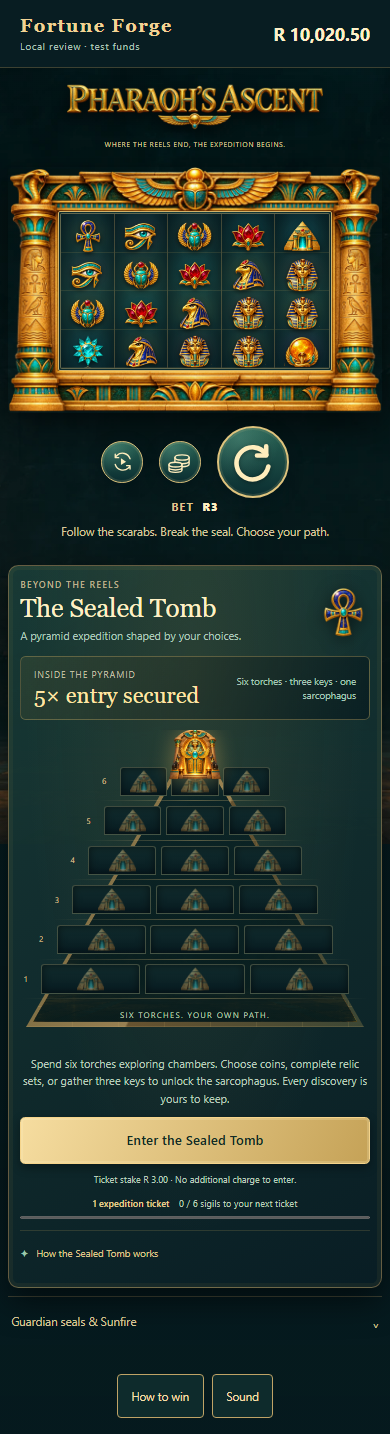 Fortune Forge
Local review · test funds
R 10,020.50
PHARAOH'S ASCENT
WHERE THE REELS END, THE EXPEDITION BEGINS.
BET R3
Follow the scarabs. Break the seal. Choose your path.
BEYOND THE REELS
The Sealed Tomb
A pyramid expedition shaped by your choices.
INSIDE THE PYRAMID
5× entry secured
Six torches · three keys · one
sarcophagus
6
5
4
3
2
1
SIX TORCHES. YOUR OWN PATH.
Spend six torches exploring chambers. Choose coins, complete relic
sets, or gather three keys to unlock the sarcophagus. Every discovery is
yours to keep.
Enter the Sealed Tomb
Ticket stake R 3.00 · No additional charge to enter.
1 expedition ticket 0 / 6 sigils to your next ticket
How the Sealed Tomb works
Guardian seals & Sunfire
How to win
Sound